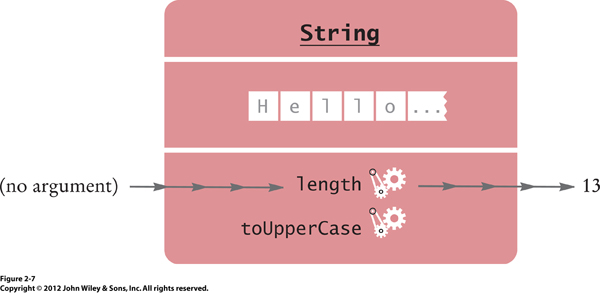 String
H e l l o ...
(no argument) length 13
toUpperCase
Figure 2-7
Copyright © 2012 John Wiley & Sons, Inc. All rights reserved.